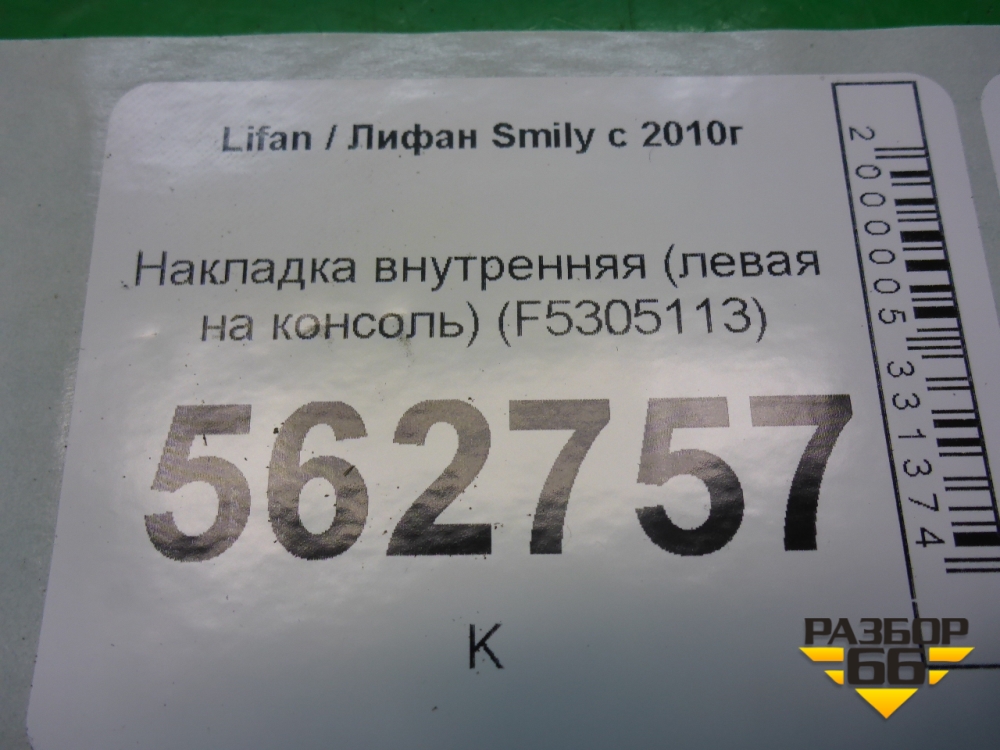 Lifan / Лифан Smily с 2010г
Накладка внутренняя (левая
на консоль) (F5305113)
562757
К
2000005331374
РАЗБОР
66